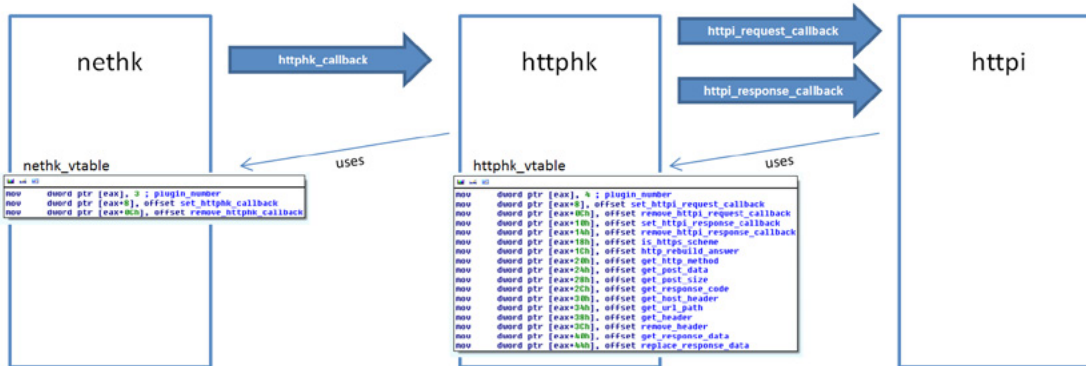 nethk
httphk_callback
httphk
httpi_request_callback
httpi_response_callback
httpi
uses
nethk_vtable
mov dword ptr [eax], 3 ; plugin_number
mov dword ptr [eax+8], offset set_httphk_callback
mov dword ptr [eax+0Ch], offset remove_httphk_callback
uses
httphk_vtable
mov dword ptr [eax], 4 ; plugin_number
mov dword ptr [eax+8], offset set_httpi_request_callback
mov dword ptr [eax+0Ch], offset remove_httpi_request_callback
mov dword ptr [eax+10h], offset set_httpi_response_callback
mov dword ptr [eax+14h], offset remove_httpi_response_callback
mov dword ptr [eax+18h], offset is_https_scheme
mov dword ptr [eax+1Ch], offset http_rebuild_answer
mov dword ptr [eax+20h], offset get_http_method
mov dword ptr [eax+24h], offset get_post_data
mov dword ptr [eax+28h], offset get_post_size
mov dword ptr [eax+2Ch], offset get_response_code
mov dword ptr [eax+30h], offset get_host_header
mov dword ptr [eax+34h], offset get_url_path
mov dword ptr [eax+38h], offset get_header
mov dword ptr [eax+3Ch], offset remove_header
mov dword ptr [eax+40h], offset get_response_data
mov dword ptr [eax+44h], offset replace_response_data